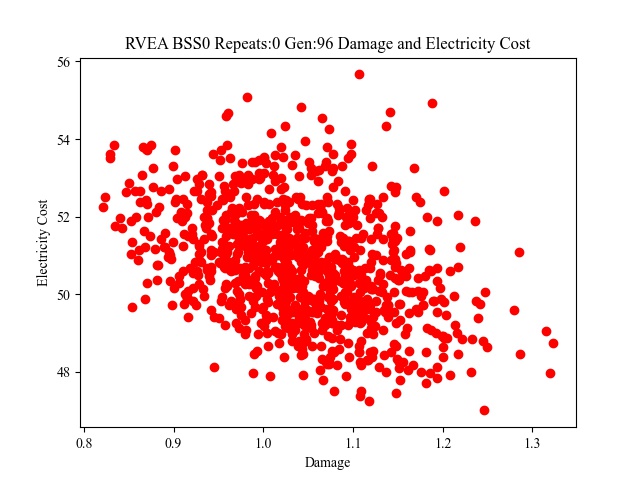 RVEA BSS0 Repeats:0 Gen:96 Damage and Electricity Cost
56
54
52
50
48
Electricity Cost
0.8 0.9 1.0 1.1 1.2 1.3
Damage